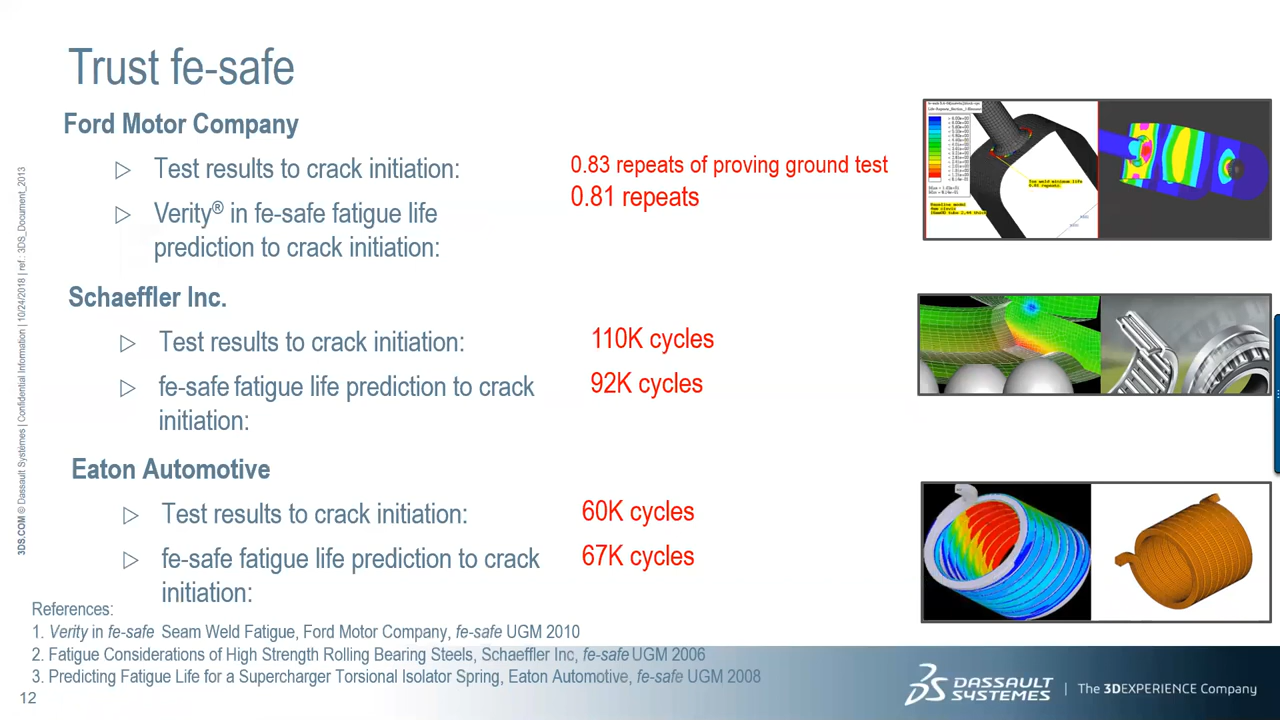 Trust fe-safe
Ford Motor Company
Test results to crack initiation:
0.83 repeats of proving ground test
Verity® in fe-safe fatigue life
prediction to crack initiation:
0.81 repeats
Schaeffler Inc.
Test results to crack initiation:
110K cycles
fe-safe fatigue life prediction to crack
initiation:
92K cycles
Eaton Automotive
Test results to crack initiation:
60K cycles
fe-safe fatigue life prediction to crack
initiation:
67K cycles
References:
1. Verity in fe-safe Seam Weld Fatigue, Ford Motor Company, fe-safe UGM 2010
2. Fatigue Considerations of High Strength Rolling Bearing Steels, Schaeffler Inc, fe-safe UGM 2006
3. Predicting Fatigue Life for a Supercharger Torsional Isolator Spring, Eaton Automotive, fe-safe UGM 2008
12
3DS.COM © Dassault Systèmes | Confidential Information | 10/24/2018 | ref.: 3DS_Document_2013
DASSAULT
SYSTEMES
The 3DEXPERIENCE Company